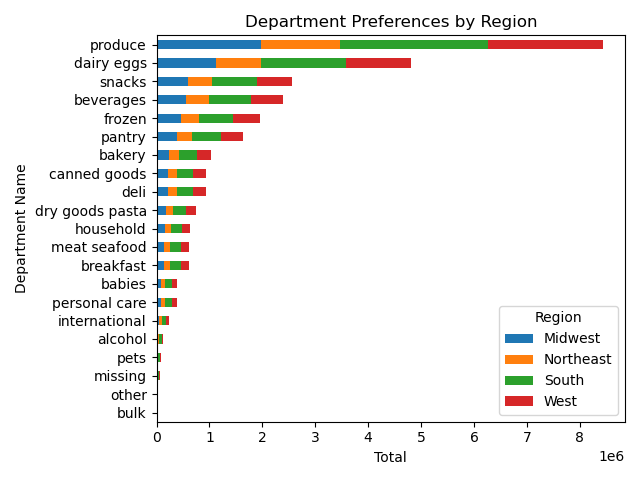 Department Preferences by Region
Department Name
produce
dairy eggs
snacks
beverages
frozen
pantry
bakery
canned goods
deli
dry goods pasta
household
meat seafood
breakfast
babies
personal care
international
alcohol
pets
missing
other
bulk
Region
Midwest
Northeast
South
West
0 1 2 3 4 5 6 7 8
1e6
Total